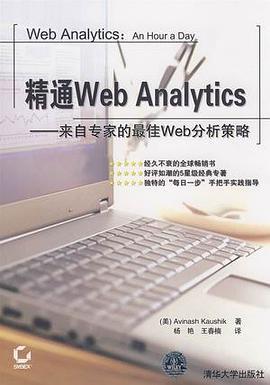 Web Analytics: An Hour a Day
精通Web Analytics
——来自专家的最佳Web分析策略
★★★★★ 经久不衰的全球畅销书
★★★★★ 好评如潮的5星级经典专著
★★★★★ 独特的“每日一步”手把手实践指导
(美) Avinash Kaushik 著
杨 艳 王春楠 译
SYBEX
清华大学出版社